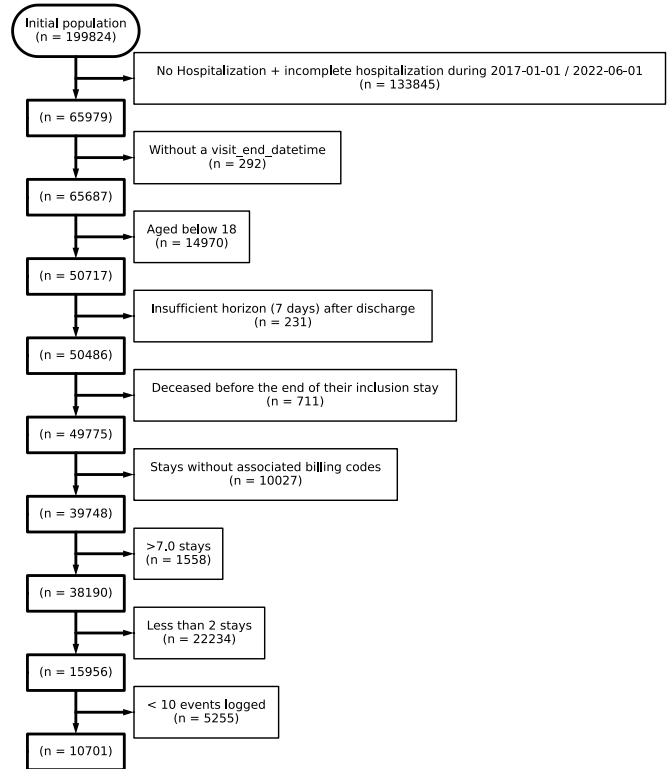 Initial population
(n = 199824)
No Hospitalization + incomplete hospitalization during 2017-01-01 / 2022-06-01
(n = 133845)
(n = 65979)
Without a visit_end_datetime
(n = 292)
(n = 65687)
Aged below 18
(n = 14970)
(n = 50717)
Insufficient horizon (7 days) after discharge
(n = 231)
(n = 50486)
Deceased before the end of their inclusion stay
(n = 711)
(n = 49775)
Stays without associated billing codes
(n = 10027)
(n = 39748)
>7.0 stays
(n = 1558)
(n = 38190)
Less than 2 stays
(n = 22234)
(n = 15956)
< 10 events logged
(n = 5255)
(n = 10701)